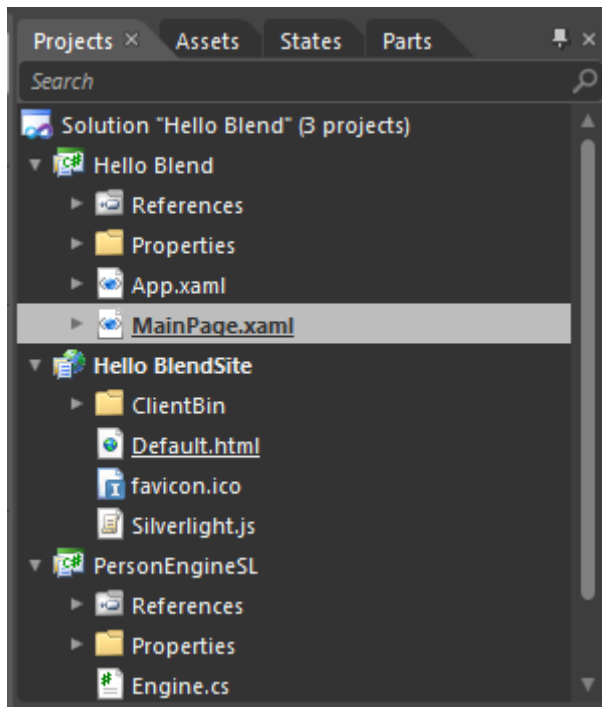 Projects × Assets States Parts
Search
Solution "Hello Blend" (3 projects)
Hello Blend
References
Properties
App.xaml
MainPage.xaml
Hello BlendSite
ClientBin
Default.html
favicon.ico
Silverlight.js
PersonEngineSL
References
Properties
Engine.cs